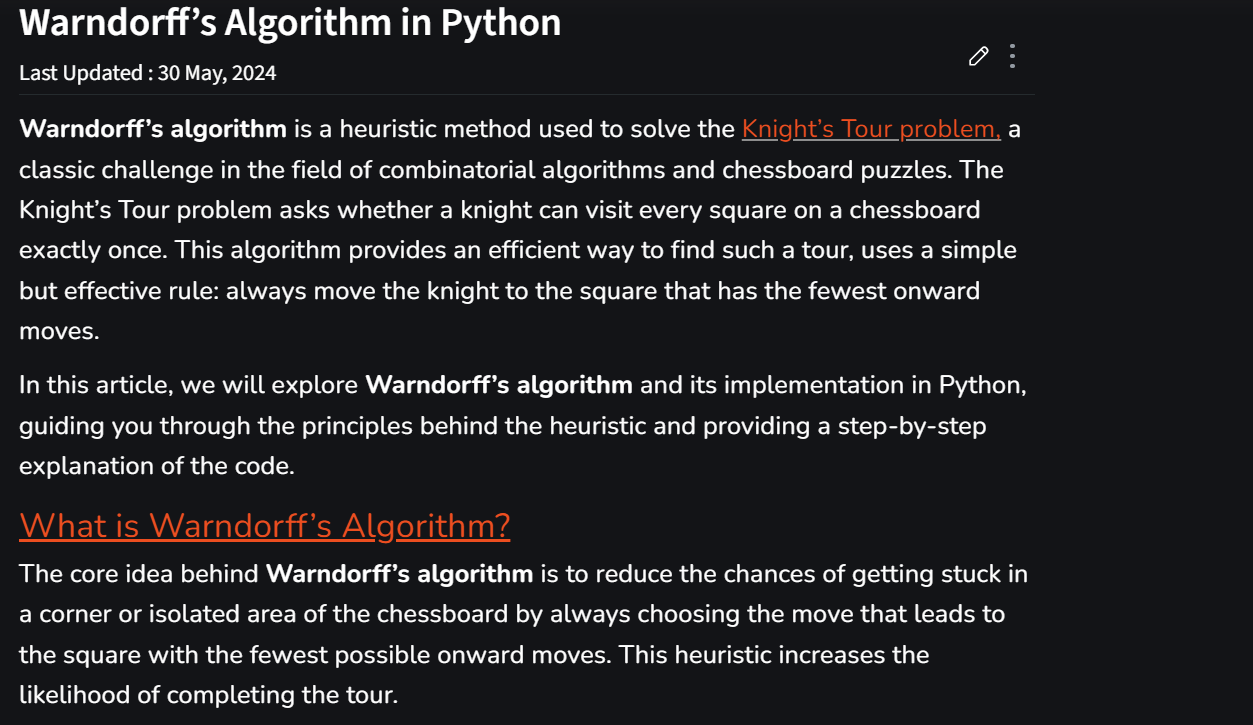 Warndorff’s Algorithm in Python
Last Updated : 30 May, 2024
Warndorff’s algorithm is a heuristic method used to solve the Knight’s Tour problem, a
classic challenge in the field of combinatorial algorithms and chessboard puzzles. The
Knight’s Tour problem asks whether a knight can visit every square on a chessboard
exactly once. This algorithm provides an efficient way to find such a tour, uses a simple
but effective rule: always move the knight to the square that has the fewest onward
moves.
In this article, we will explore Warndorff’s algorithm and its implementation in Python,
guiding you through the principles behind the heuristic and providing a step-by-step
explanation of the code.
What is Warndorff’s Algorithm?
The core idea behind Warndorff’s algorithm is to reduce the chances of getting stuck in
a corner or isolated area of the chessboard by always choosing the move that leads to
the square with the fewest possible onward moves. This heuristic increases the
likelihood of completing the tour.